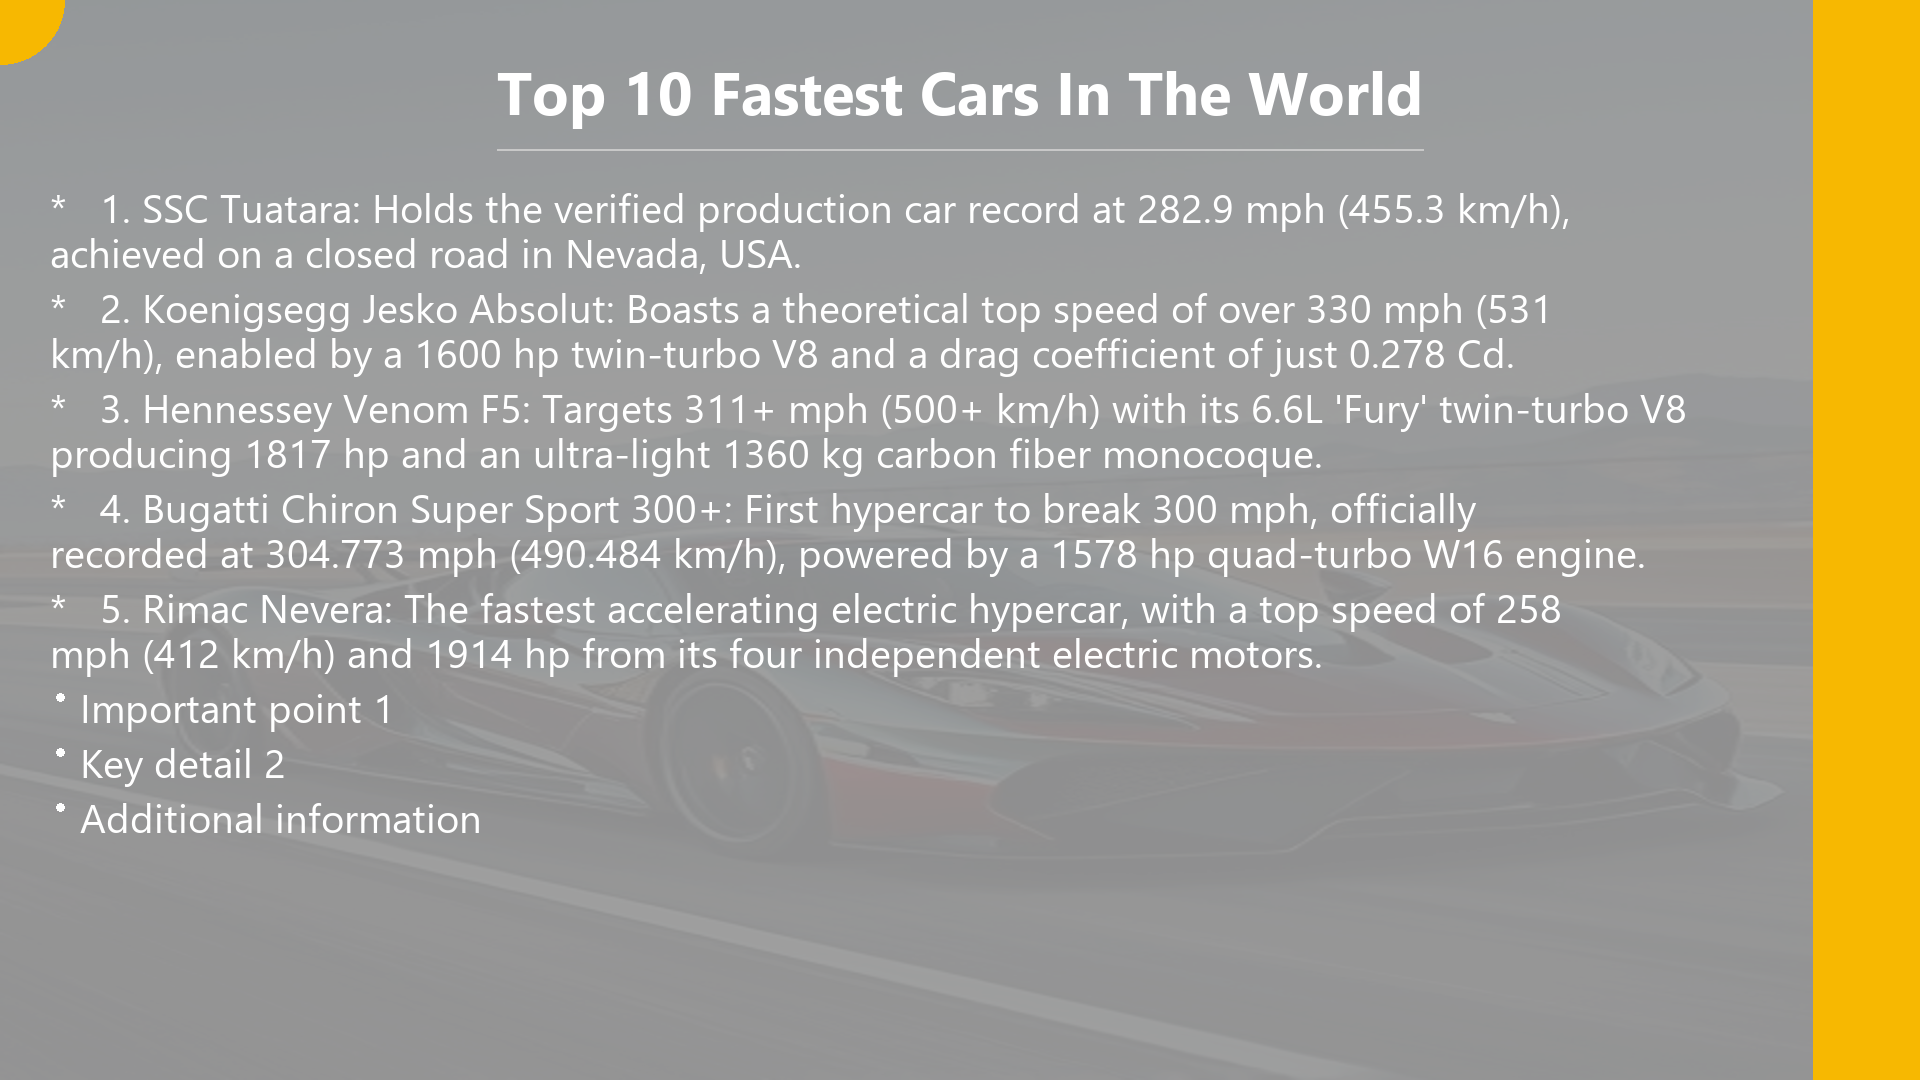 Top 10 Fastest Cars In The World
* 1. SSC Tuatara: Holds the verified production car record at 282.9 mph (455.3 km/h),
achieved on a closed road in Nevada, USA.
* 2. Koenigsegg Jesko Absolut: Boasts a theoretical top speed of over 330 mph (531
km/h), enabled by a 1600 hp twin-turbo V8 and a drag coefficient of just 0.278 Cd.
* 3. Hennessey Venom F5: Targets 311+ mph (500+ km/h) with its 6.6L 'Fury' twin-turbo V8
producing 1817 hp and an ultra-light 1360 kg carbon fiber monocoque.
* 4. Bugatti Chiron Super Sport 300+: First hypercar to break 300 mph, officially
recorded at 304.773 mph (490.484 km/h), powered by a 1578 hp quad-turbo W16 engine.
* 5. Rimac Nevera: The fastest accelerating electric hypercar, with a top speed of 258
mph (412 km/h) and 1914 hp from its four independent electric motors.
• Important point 1
• Key detail 2
• Additional information